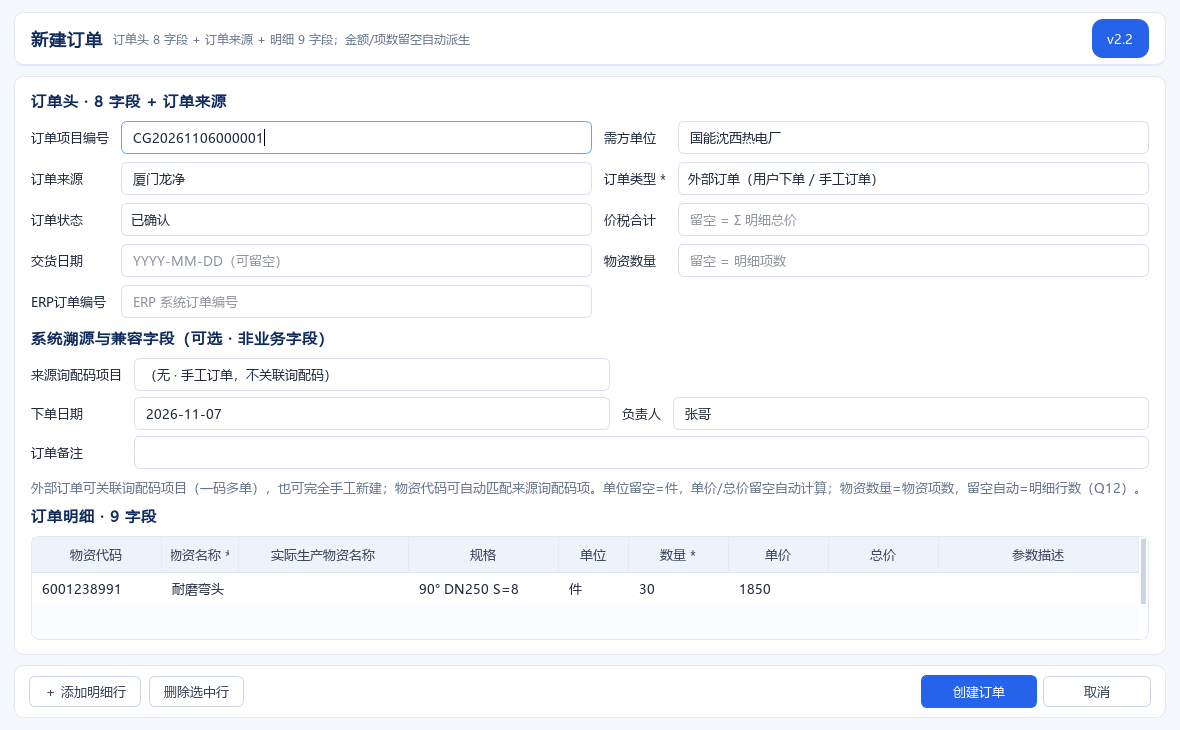 新建订单 订单头 8 字段 + 订单来源 + 明细 9 字段；金额/项数留空自动派生 v2.2
订单头 · 8 字段 + 订单来源
订单项目编号 CG20261106000001 需方单位 国能沈西热电厂
订单来源 厦门龙净 订单类型 * 外部订单（用户下单 / 手工订单）
订单状态 已确认 价税合计 留空 = Σ 明细总价
交货日期 YYYY-MM-DD（可留空） 物资数量 留空 = 明细项数
ERP订单编号 ERP 系统订单编号
系统溯源与兼容字段（可选 · 非业务字段）
来源询配码项目 （无 · 手工订单，不关联询配码）
下单日期 2026-11-07 负责人 张哥
订单备注
外部订单可关联询配码项目（一码多单），也可完全手工新建；物资代码可自动匹配来源询配码项。单位留空=件，单价/总价留空自动计算；物资数量=物资项数，留空自动=明细行数（Q12）。
订单明细 · 9 字段
物资代码 物资名称 * 实际生产物资名称 规格 单位 数量 * 单价 总价 参数描述
6001238991 耐磨弯头 90° DN250 S=8 件 30 1850
+ 添加明细行 删除选中行 创建订单 取消